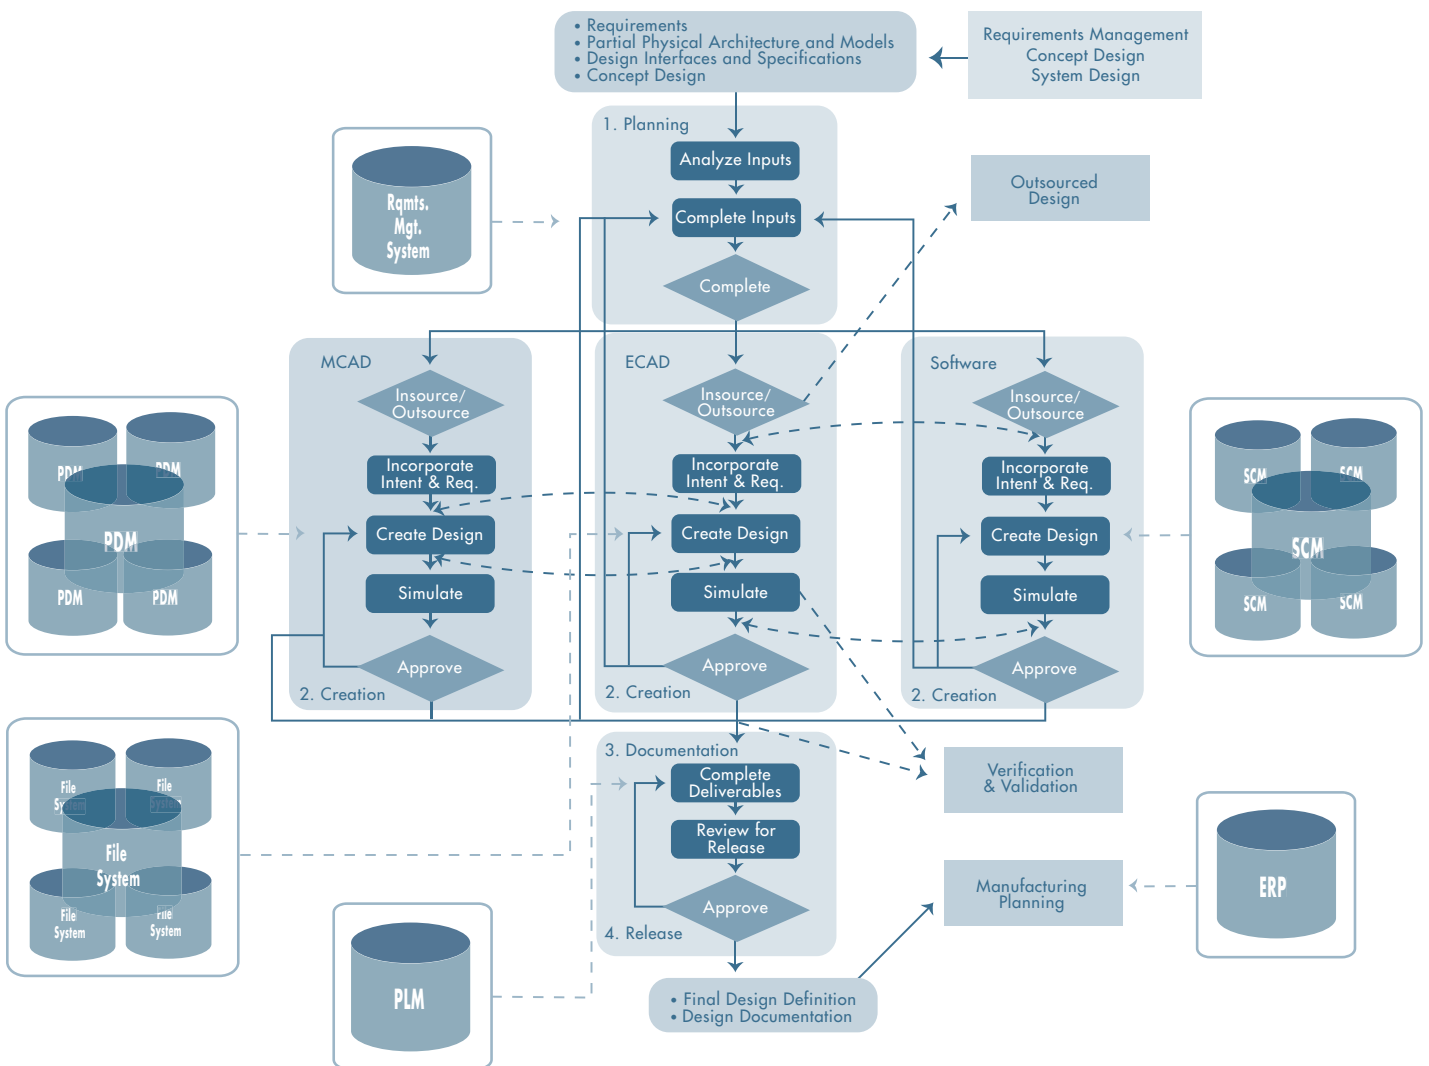 • Requirements
• Partial Physical Architecture and Models
• Design Interfaces and Specifications
• Concept Design
Requirements Management
Concept Design
System Design
1. Planning
Analyze Inputs
Complete Inputs
Complete
Rqmts.
Mgt.
System
Outsourced
Design
MCAD
Insource/
Outsource
Incorporate
Intent & Req.
Create Design
Simulate
Approve
2. Creation
ECAD
Insource/
Outsource
Incorporate
Intent & Req.
Create Design
Simulate
Approve
2. Creation
Software
Insource/
Outsource
Incorporate
Intent & Req.
Create Design
Simulate
Approve
2. Creation
PDM
PDM
PDM
PDM
PDM
SCM
SCM
SCM
SCM
SCM
File
System
File
System
File
System
File
System
File
System
3. Documentation
Complete
Deliverables
Review for
Release
Approve
4. Release
Verification
& Validation
Manufacturing
Planning
ERP
PLM
• Final Design Definition
• Design Documentation